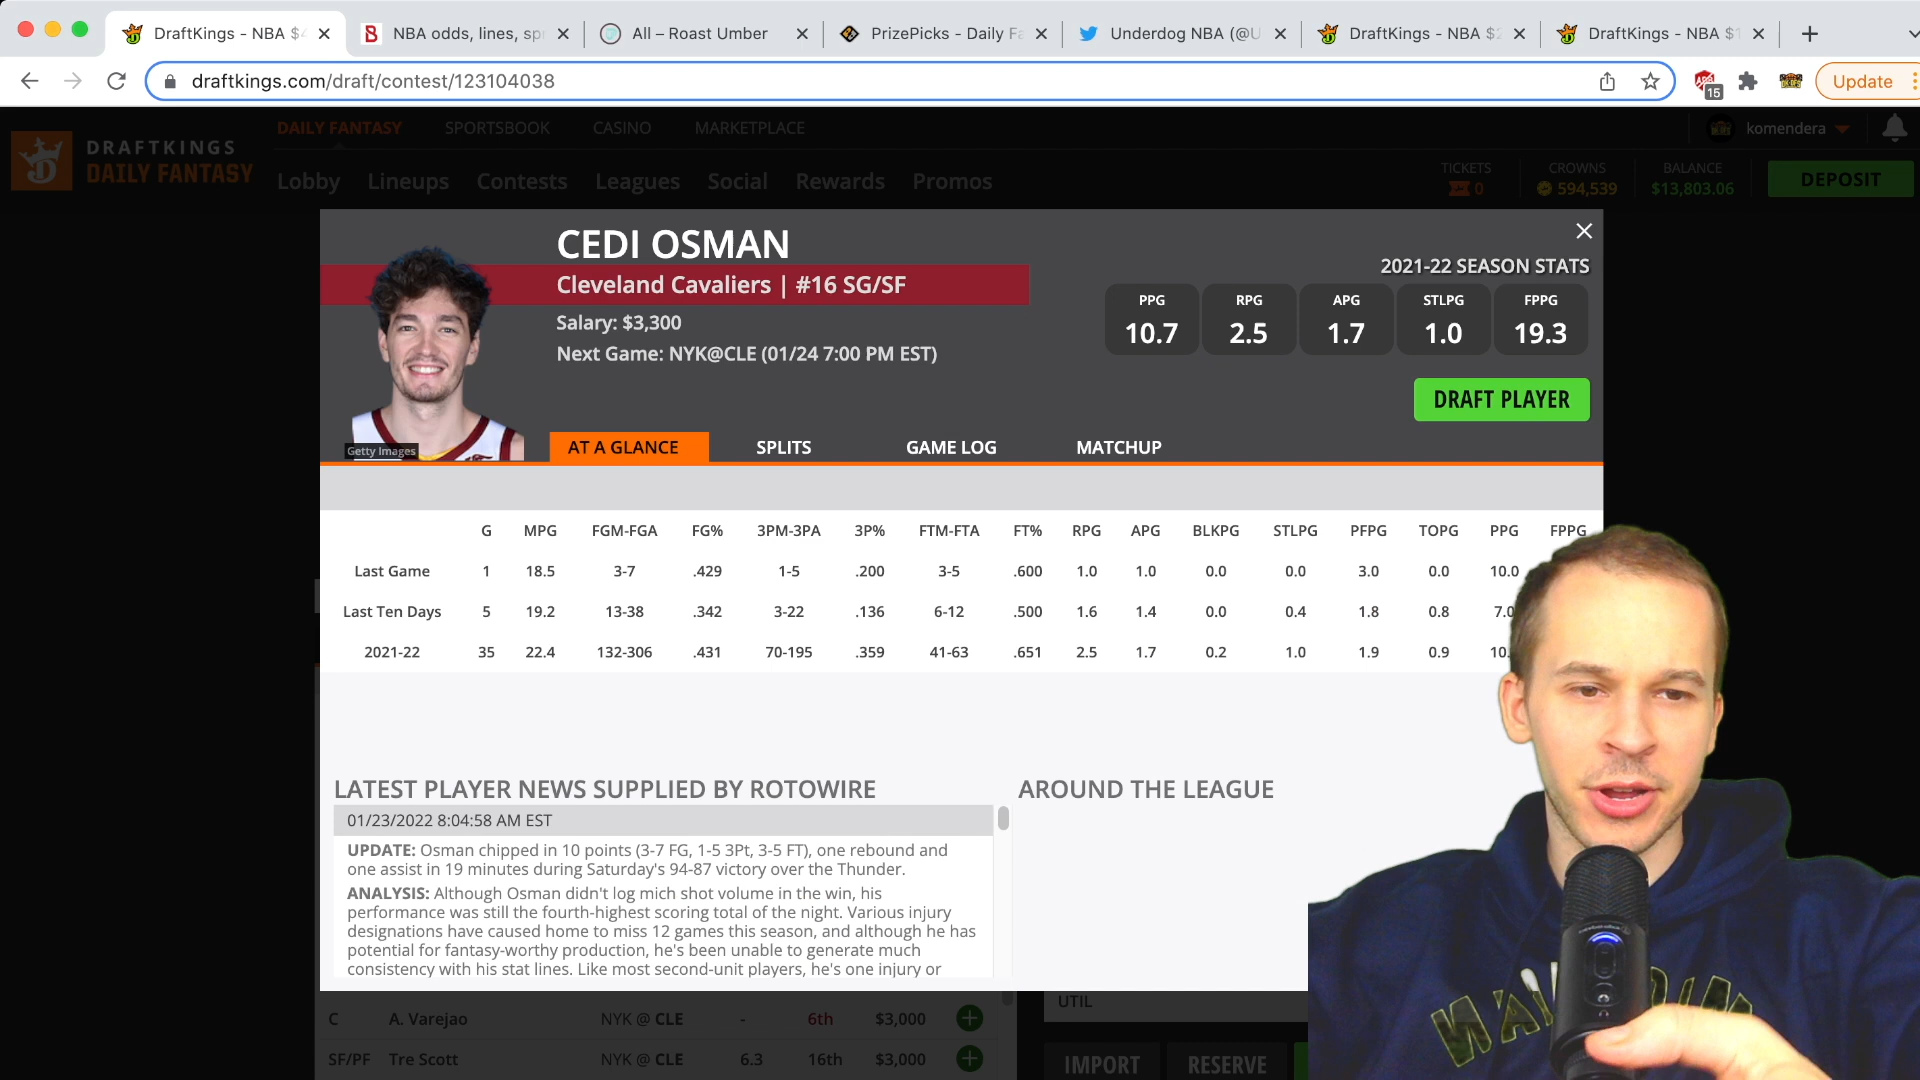 DraftKings - NBA $4
NBA odds, lines, sp
All – Roast Umber
PrizePicks - Daily Fa
Underdog NBA (@U
DraftKings - NBA $2
DraftKings - NBA $1
draftkings.com/draft/contest/123104038
15
Update
DRAFTKINGS
DAILY FANTASY
DAILY FANTASY
SPORTSBOOK
CASINO
MARKETPLACE
komendera
Lobby
Lineups
Contests
Leagues
Social
Rewards
Promos
TICKETS
0
CROWNS
594,539
BALANCE
$13,803.06
DEPOSIT
CEDI OSMAN
Cleveland Cavaliers | #16 SG/SF
Salary: $3,300
Next Game: NYK@CLE (01/24 7:00 PM EST)
Getty Images
2021-22 SEASON STATS
PPG RPG APG STLPG FPPG
10.7 2.5 1.7 1.0 19.3
DRAFT PLAYER
AT A GLANCE
SPLITS
GAME LOG
MATCHUP
G MPG FGM-FGA FG% 3PM-3PA 3P% FTM-FTA FT% RPG APG BLKPG STLPG PFPG TOPG PPG FPPG
Last Game 1 18.5 3-7 .429 1-5 .200 3-5 .600 1.0 1.0 0.0 0.0 3.0 0.0 10.0
Last Ten Days 5 19.2 13-38 .342 3-22 .136 6-12 .500 1.6 1.4 0.0 0.4 1.8 0.8 7.0
2021-22 35 22.4 132-306 .431 70-195 .359 41-63 .651 2.5 1.7 0.2 1.0 1.9 0.9 10.
LATEST PLAYER NEWS SUPPLIED BY ROTOWIRE
AROUND THE LEAGUE
01/23/2022 8:04:58 AM EST
UPDATE: Osman chipped in 10 points (3-7 FG, 1-5 3Pt, 3-5 FT), one rebound and
one assist in 19 minutes during Saturday's 94-87 victory over the Thunder.
ANALYSIS: Although Osman didn't log mich shot volume in the win, his
performance was still the fourth-highest scoring total of the night. Various injury
designations have caused home to miss 12 games this season, and although he has
potential for fantasy-worthy production, he's been unable to generate much
consistency with his stat lines. Like most second-unit players, he's one injury or
C A. Varejao NYK @ CLE - 6th $3,000
SF/PF Tre Scott NYK @ CLE 6.3 16th $3,000
UTIL
IMPORT
RESERVE